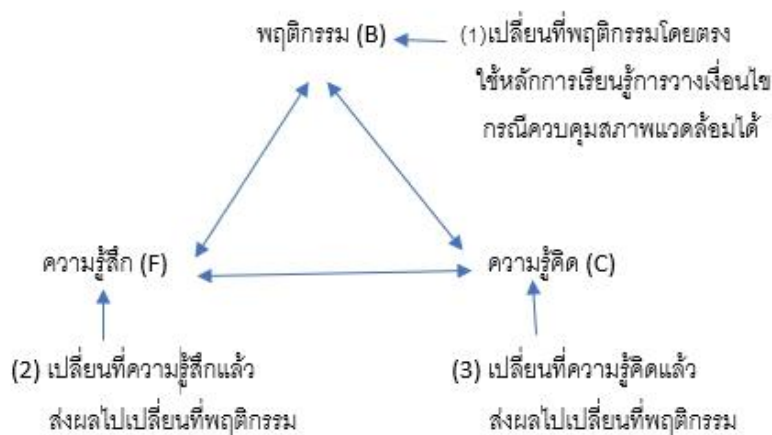 พฤติกรรม (B)
(1)เปลี่ยนที่พฤติกรรมโดยตรง
ใช้หลักการเรียนรู้การวางเงื่อนไข
กรณีควบคุมสภาพแวดล้อมได้
ความรู้สึก (F)
ความรู้คิด (C)
(2) เปลี่ยนที่ความรู้สึกแล้ว
ส่งผลไปเปลี่ยนที่พฤติกรรม
(3) เปลี่ยนที่ความรู้คิดแล้ว
ส่งผลไปเปลี่ยนที่พฤติกรรม